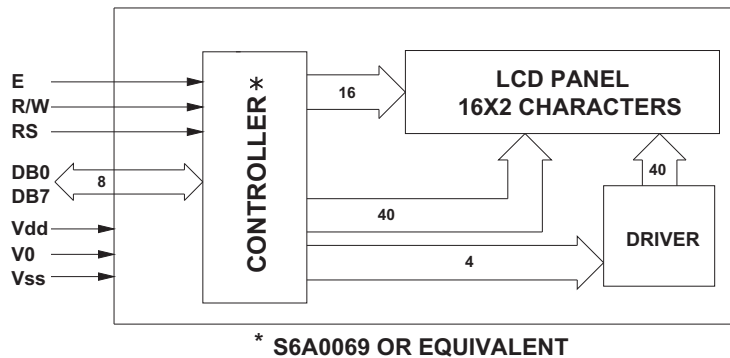 E
R/W
RS
DB0
DB7
8
Vdd
V0
Vss
CONTROLLER*
16
LCD PANEL
16X2 CHARACTERS
40
40
4
DRIVER
* S6A0069 OR EQUIVALENT